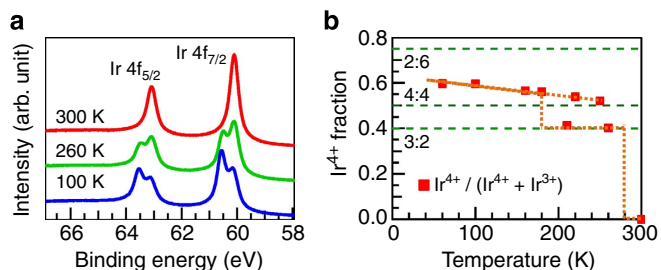 a
Intensity (arb. unit)
Ir 4f5/2
Ir 4f7/2
300 K
260 K
100 K
66 64 62 60 58
Binding energy (eV)
b
Ir4+ fraction
0.8
0.6
0.4
0.2
0.0
2:6
4:4
3:2
Ir4+ / (Ir4+ + Ir3+)
0 100 200 300
Temperature (K)